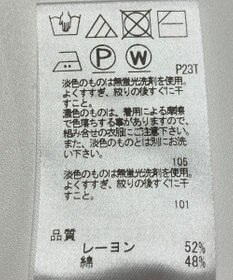 P23T
P W
淡色のものは無蛍光洗剤を使用。
よくすすぎ、絞りの後すぐに干
すこと。
濃色のものは、着用による摩擦
で色落ちする事がありますので、
組み合せの衣服にご注意下さい。
また、淡色のものとは別にお洗
い下さい。
105
淡色のものは無蛍光洗剤を使用。
よくすすぎ、絞りの後すぐに干
すこと。
101
品質
レーヨン 52%
綿 48%